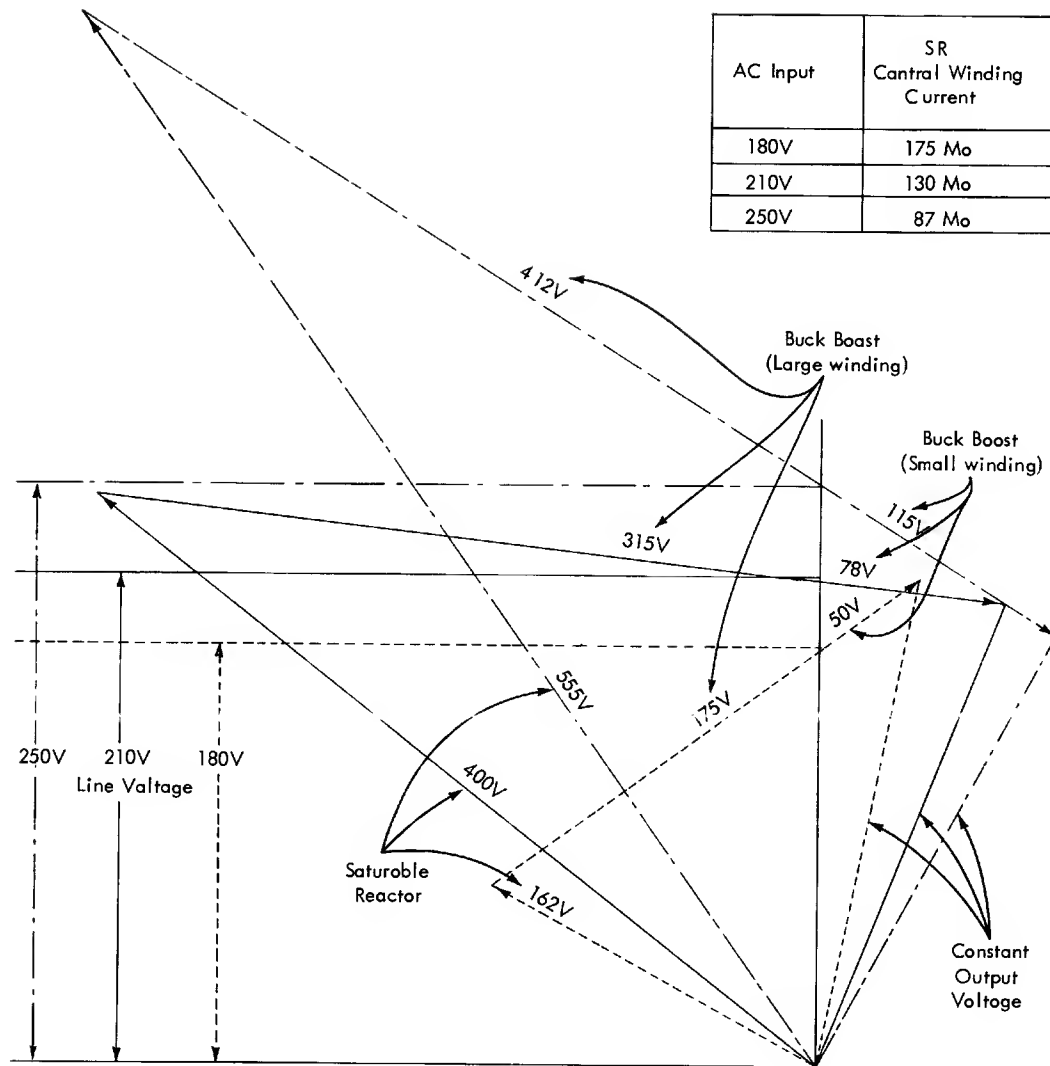 AC Input
SR
Cantral Winding
Current
180V
175 Mo
210V
130 Mo
250V
87 Mo
412V
Buck Boast
(Large winding)
Buck Boost
(Small winding)
115V
315V
78V
50V
175V
555V
250V
210V
180V
Line Valtage
400V
Saturoble
Reactor
162V
Constant
Output
Voltoge